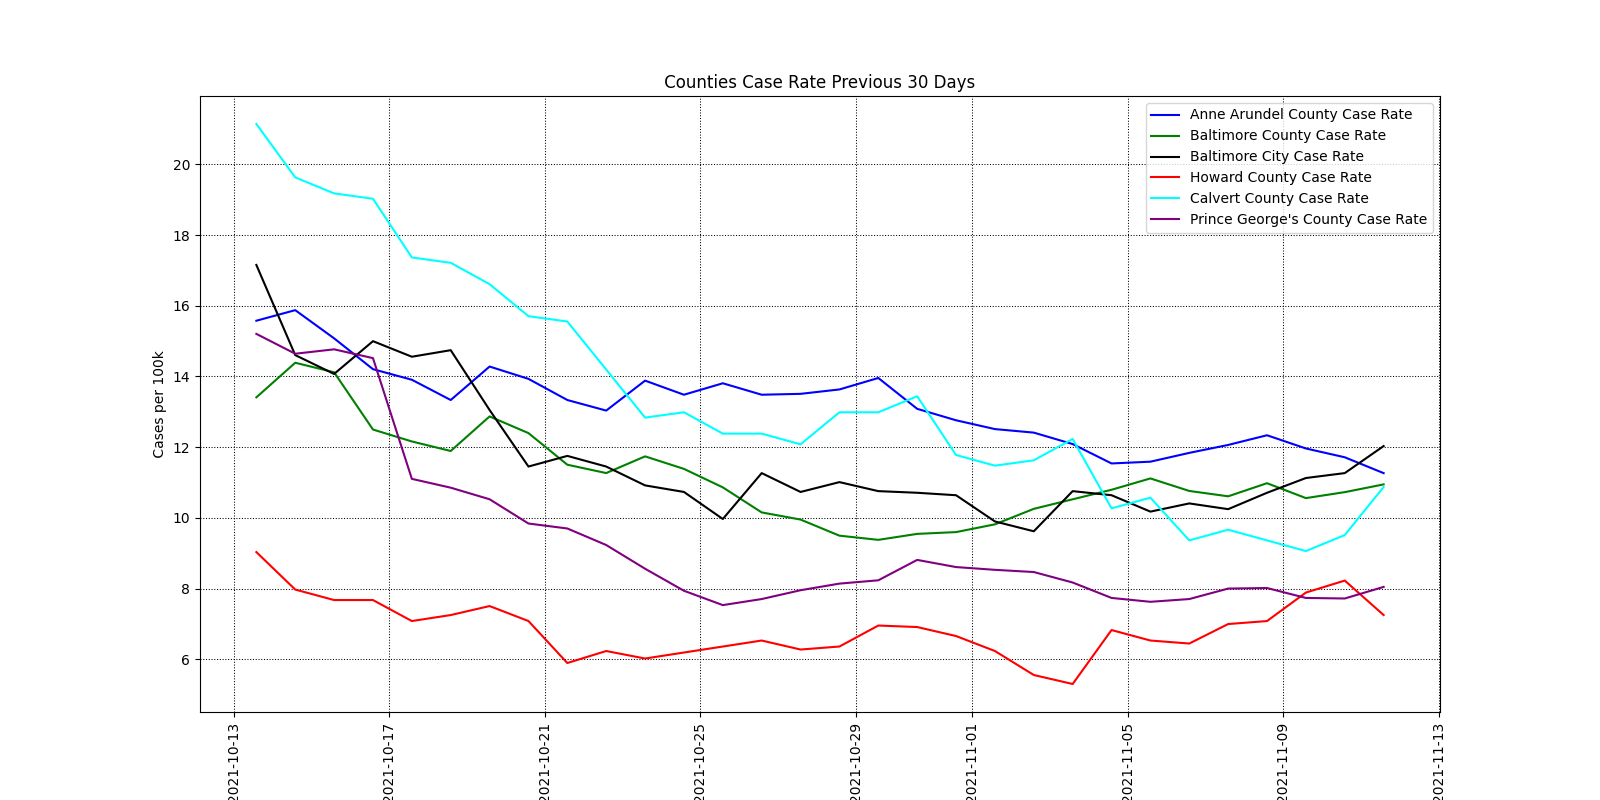 Counties Case Rate Previous 30 Days
Anne Arundel County Case Rate
Baltimore County Case Rate
Baltimore City Case Rate
Howard County Case Rate
Calvert County Case Rate
Prince George's County Case Rate
Cases per 100k
20
18
16
14
12
10
8
6
2021-10-13
2021-10-17
2021-10-21
2021-10-25
2021-10-29
2021-11-01
2021-11-05
2021-11-09
2021-11-13